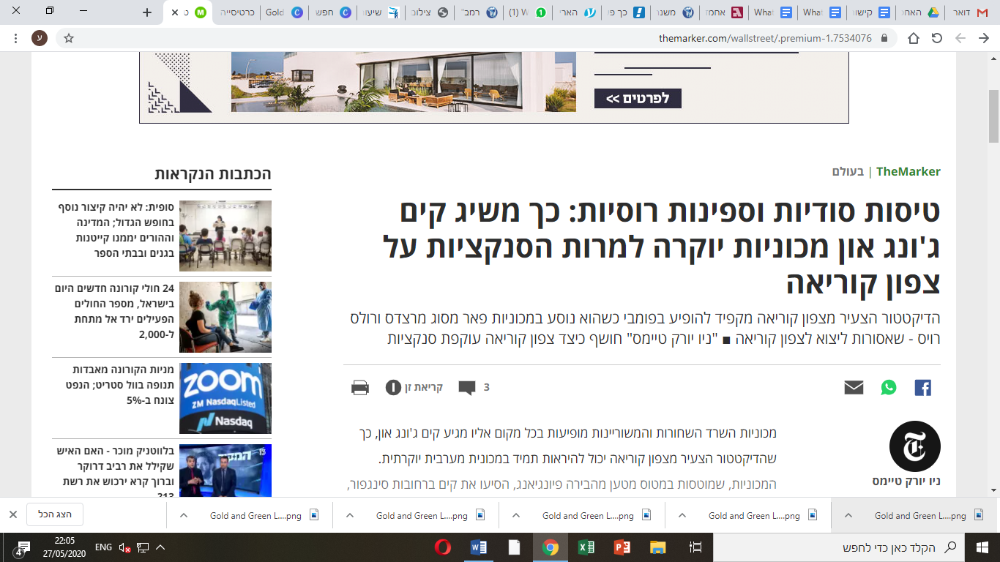 דואר
האחו
קישור
What
What
אחמד
משנה
כך פי
הארי
(1) W
רמב"
צילום
שיעור
חפש
Gold
כרטיסייה
themarker.com/wallstreet/.premium-1.7534076
ע
לפרטים >>
TheMarker | בעולם
טיסות סודיות וספינות רוסיות: כך משיג קים
ג'ונג און מכוניות יוקרה למרות הסנקציות על
צפון קוריאה
הדיקטטור הצעיר מצפון קוריאה מקפיד להופיע בפומבי כשהוא נוסע במכוניות פאר מסוג מרצדס ורולס
רויס - שאסורות ליצוא לצפון קוריאה ■ "ניו יורק טיימס" חושף כיצד צפון קוריאה עוקפת סנקציות
3
קריאת זן
ניו יורק טיימס
מכוניות השרד השחורות והמשוריינות מופיעות בכל מקום אליו מגיע קים ג'ונג און, כך
שהדיקטטור הצעיר מצפון קוריאה יכול להיראות תמיד במכונית מערבית יוקרתית.
המכוניות, שמוטסות במטוס מטען מהבירה פיונגיאנג, הסיעו את קים ברחובות סינגפור,
הכתבות הנקראות
סופית: לא יהיה קיצור נוסף
בחופש הגדול; המדינה
וההורים יממנו קייטנות
בגנים ובבתי הספר
24 חולי קורונה חדשים היום
בישראל, מספר החולים
הפעילים ירד אל מתחת
ל-2,000
מניות הקורונה מאבדות
תנופה בוול סטריט; הנפט
צונח ב-5%
zoom
ZM NasdaqListed
Nasdaq
בלווטניק מוכר - האם האיש
שקילל את רביב דרוקר
וברוך קרא ירכוש את רשת
13?
Gold and Green L....png
Gold and Green L....png
Gold and Green L....png
Gold and Green L....png
Gold and Green L....png
הצג הכל
הקלד כאן כדי לחפש
ENG
22:05
27/05/2020
4